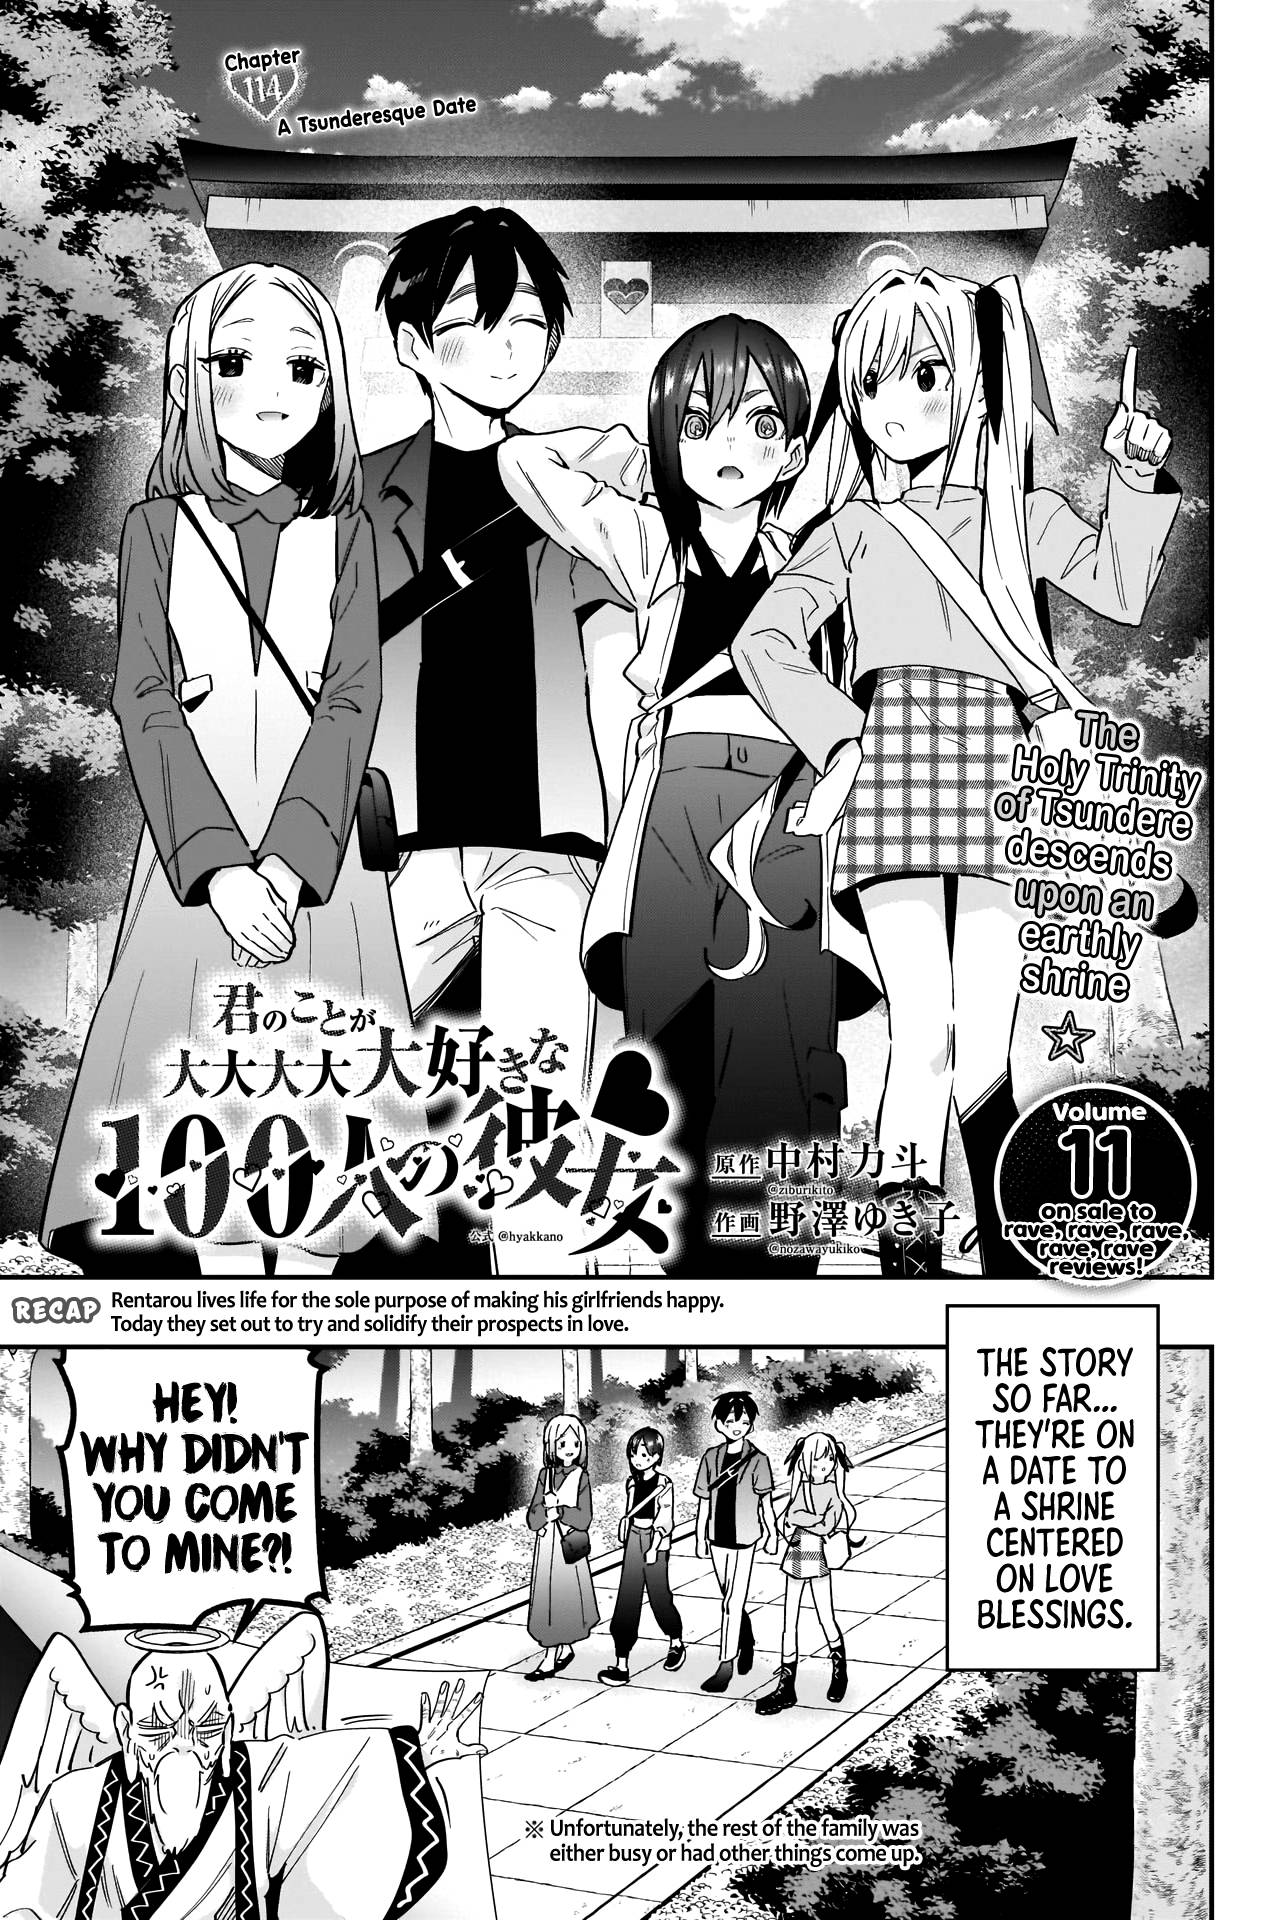 Chapter
114
A Tsunderesque Date
The
Holy Trinity
of Tsundere
descends
upon an
earthly
shrine
☆
君のことが
大大大大大好きな
100人の彼女
公式 @hyakkano
原作 中村力斗
@ziburikito
作画 野澤ゆき子
@nozawayukiko
Volume
11
on sale to
rave, rave, rave,
rave, rave
reviews!
RECAP
Rentarou lives life for the sole purpose of making his girlfriends happy.
Today they set out to try and solidify their prospects in love.
THE STORY
SO FAR...
THEY'RE ON
A DATE TO
A SHRINE
CENTERED
ON LOVE
BLESSINGS.
HEY!
WHY DIDN'T
YOU COME
TO MINE?!
※ Unfortunately, the rest of the family was
either busy or had other things come up.